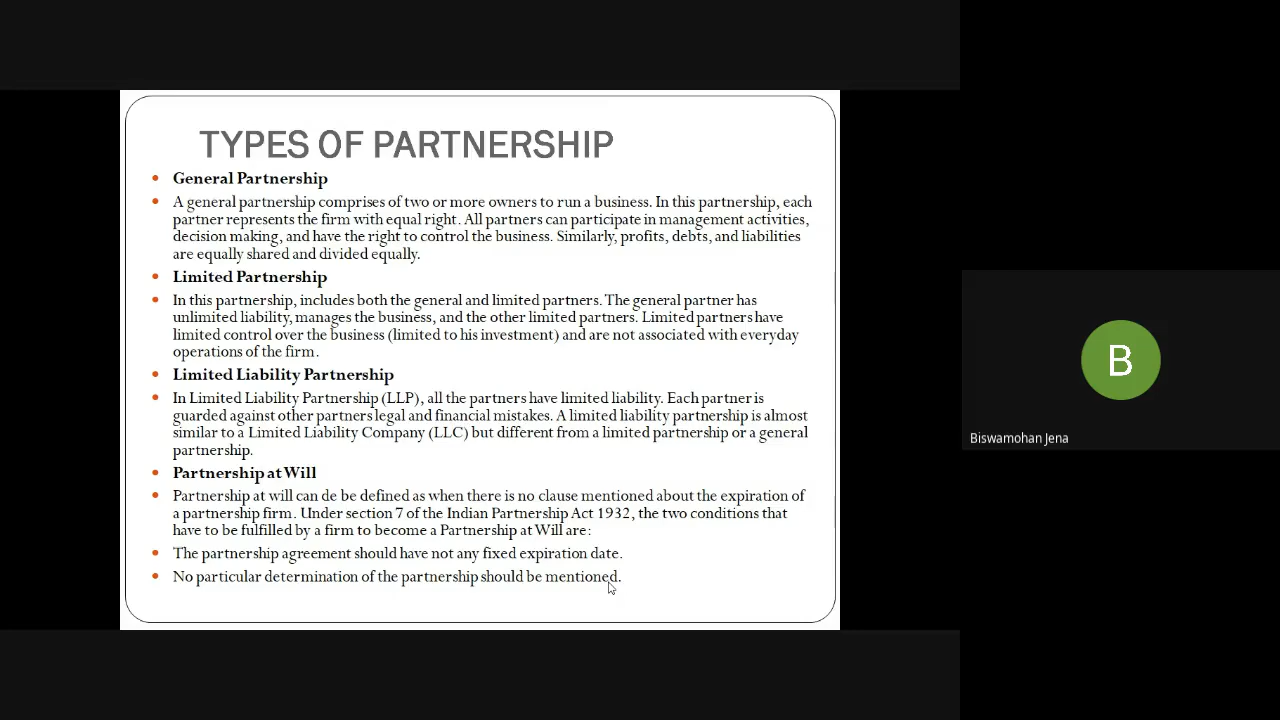 TYPES OF PARTNERSHIP
• General Partnership
• A general partnership comprises of two or more owners to run a business. In this partnership, each
partner represents the firm with equal right. All partners can participate in management activities,
decision making, and have the right to control the business. Similarly, profits, debts, and liabilities
are equally shared and divided equally.
• Limited Partnership
• In this partnership, includes both the general and limited partners. The general partner has
unlimited liability, manages the business, and the other limited partners. Limited partners have
limited control over the business (limited to his investment) and are not associated with everyday
operations of the firm.
• Limited Liability Partnership
• In Limited Liability Partnership (LLP), all the partners have limited liability. Each partner is
guarded against other partners legal and financial mistakes. A limited liability partnership is almost
similar to a Limited Liability Company (LLC) but different from a limited partnership or a general
partnership.
• Partnership at Will
• Partnership at will can de be defined as when there is no clause mentioned about the expiration of
a partnership firm. Under section 7 of the Indian Partnership Act 1932, the two conditions that
have to be fulfilled by a firm to become a Partnership at Will are:
• The partnership agreement should have not any fixed expiration date.
• No particular determination of the partnership should be mentioned.
B
Biswamohan Jena